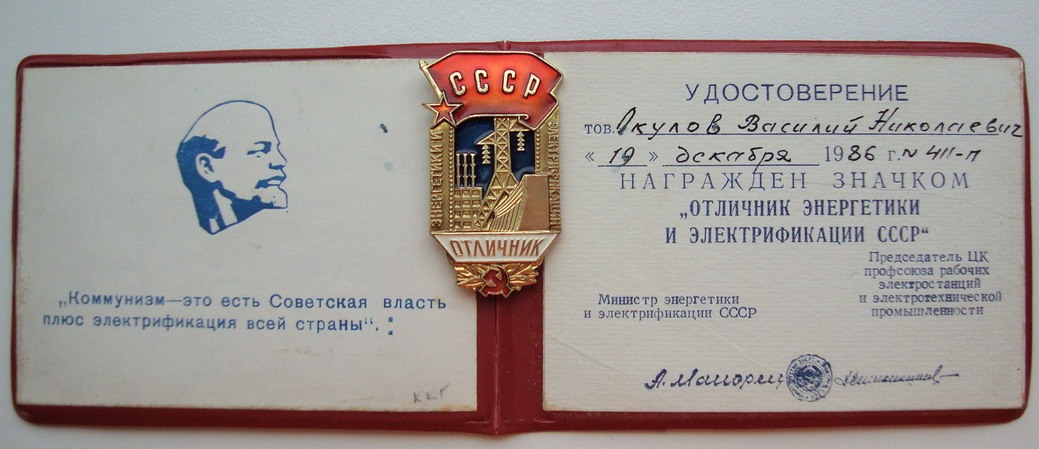 „Коммунизм—это есть Советская власть
плюс электрификация всей страны“.
ККГ
СССР
ЭНЕРГЕТИКИ И
ЭЛЕКТРИФИКАЦИИ
ОТЛИЧНИК
УДОСТОВЕРЕНИЕ
тов. Окулов Василий Николаевич
« 19 » декабря 1986 г. № 411-п
НАГРАЖДЕН ЗНАЧКОМ
„ОТЛИЧНИК ЭНЕРГЕТИКИ
И ЭЛЕКТРИФИКАЦИИ СССР“
Министр энергетики
и электрификации СССР
Председатель ЦК
профсоюза рабочих
электростанций
и электротехнической
промышленности
А. Майорец